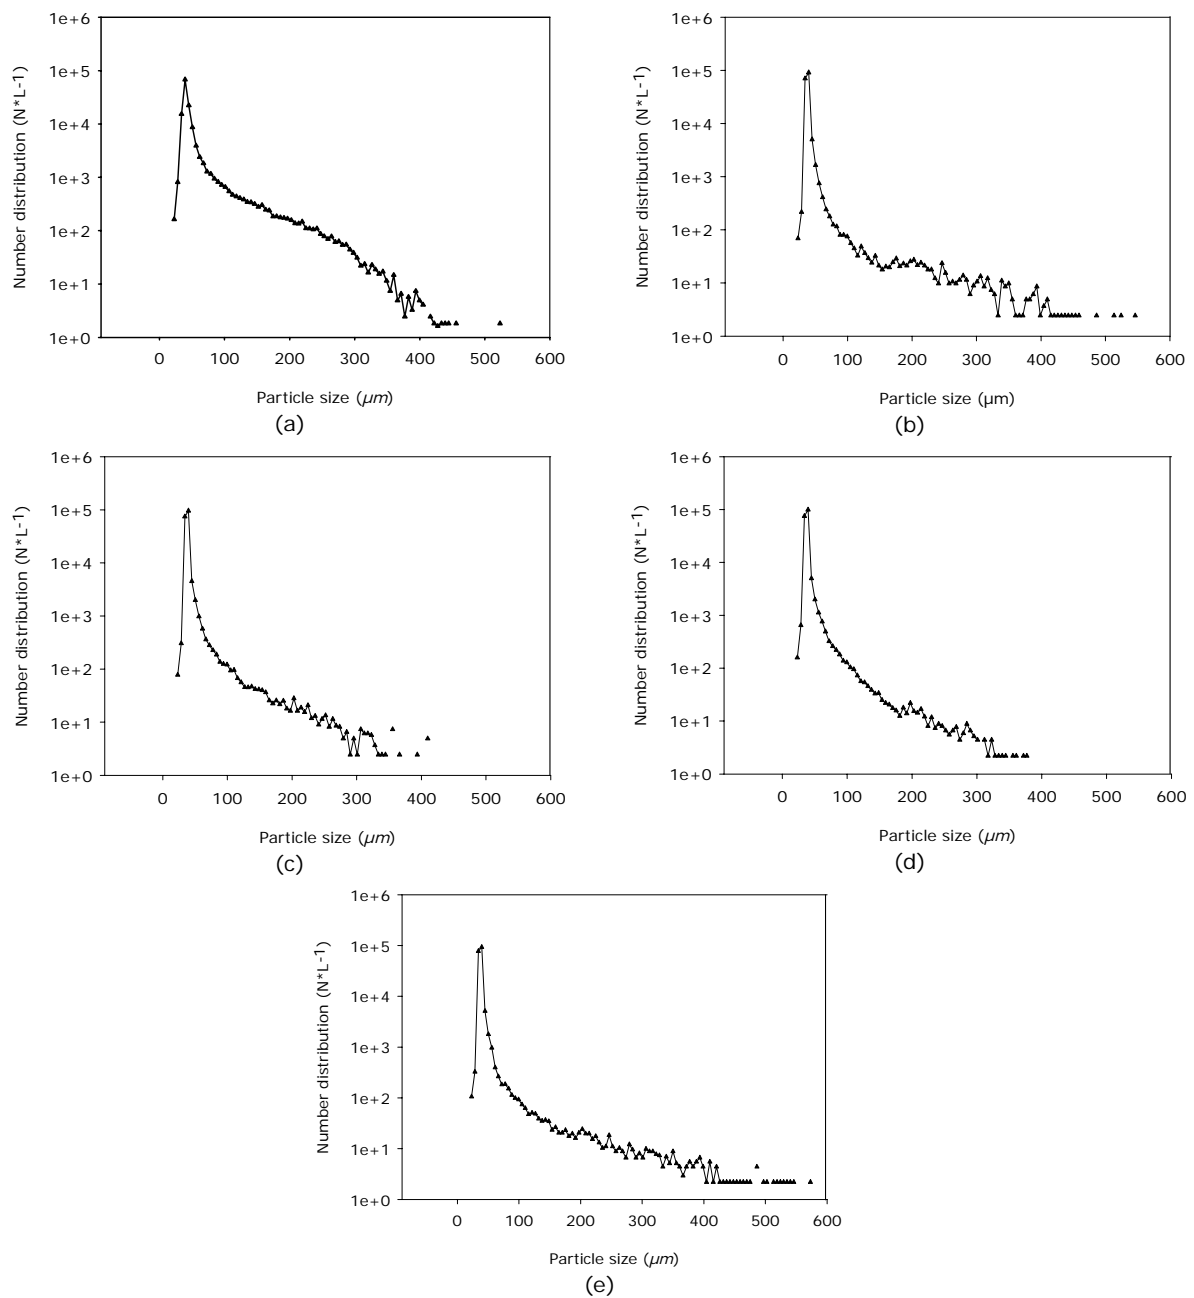 1e+6
1e+5
1e+4
1e+3
1e+2
1e+1
1e+0
Number distribution (N*L-1)
0 100 200 300 400 500 600
Particle size (µm)
(a)
1e+6
1e+5
1e+4
1e+3
1e+2
1e+1
1e+0
Number distribution (N*L-1)
0 100 200 300 400 500 600
Particle size (µm)
(b)
1e+6
1e+5
1e+4
1e+3
1e+2
1e+1
1e+0
Number distribution (N*L-1)
0 100 200 300 400 500 600
Particle size (µm)
(c)
1e+6
1e+5
1e+4
1e+3
1e+2
1e+1
1e+0
Number distribution (N*L-1)
0 100 200 300 400 500 600
Particle size (µm)
(d)
1e+6
1e+5
1e+4
1e+3
1e+2
1e+1
1e+0
Number distribution (N*L-1)
0 100 200 300 400 500 600
Particle size (µm)
(e)